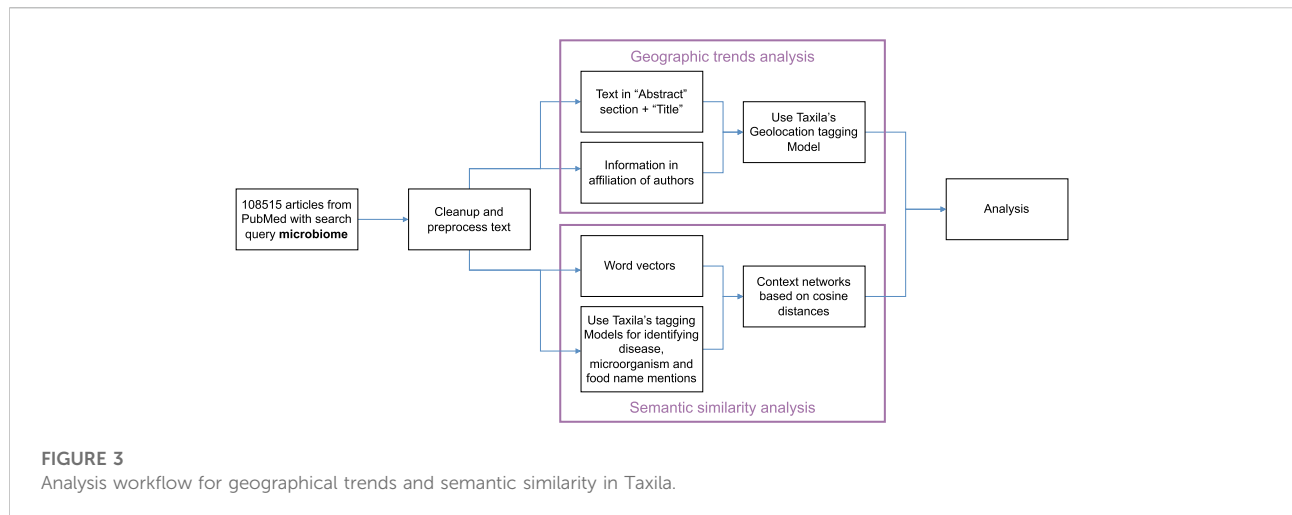 Geographic trends analysis
Text in “Abstract”
section + “Title”
Use Taxila’s
Geolocation tagging
Model
Information in
affiliation of authors
108515 articles from
PubMed with search
query microbiome
Cleanup and
preprocess text
Analysis
Word vectors
Context networks
based on cosine
distances
Use Taxila’s tagging
Models for identifying
disease,
microorganism and
food name mentions
Semantic similarity analysis
FIGURE 3
Analysis workflow for geographical trends and semantic similarity in Taxila.